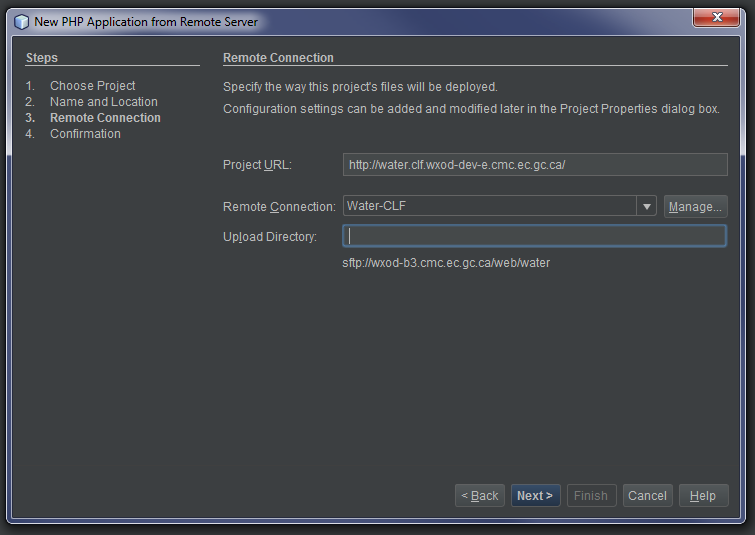 New PHP Application from Remote Server
Steps
1. Choose Project
2. Name and Location
3. Remote Connection
4. Confirmation
Remote Connection
Specify the way this project's files will be deployed.
Configuration settings can be added and modified later in the Project Properties dialog box.
Project URL: http://water.clf.wxod-dev-e.cmc.ec.gc.ca/
Remote Connection: Water-CLF Manage...
Upload Directory:
sftp://wxod-b3.cmc.ec.gc.ca/web/water
< Back Next > Finish Cancel Help